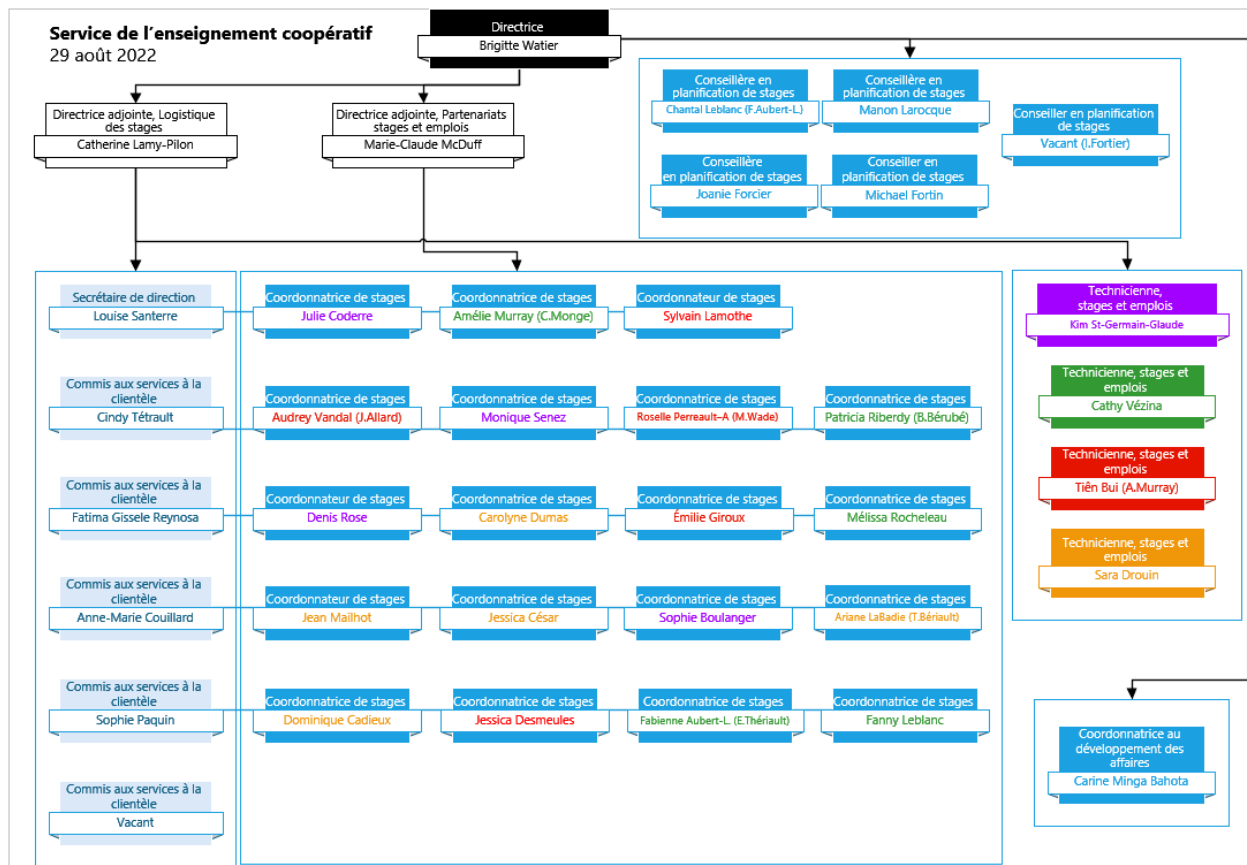 Service de l’enseignement coopératif
29 août 2022
Directrice
Brigitte Watier
Directrice adjointe, Logistique
des stages
Catherine Lamy-Pilon
Directrice adjointe, Partenariats
stages et emplois
Marie-Claude McDuff
Conseillère en
planification de stages
Chantal Leblanc (F.Aubert-L.)
Conseillère en
planification de stages
Manon Larocque
Conseiller en planification
de stages
Vacant (I.Fortier)
Conseillère
en planification de stages
Joanie Forcier
Conseiller en
planification de stages
Michael Fortin
Secrétaire de direction
Louise Santerre
Coordonnatrice de stages
Julie Coderre
Coordonnatrice de stages
Amélie Murray (C.Monge)
Coordonnateur de stages
Sylvain Lamothe
Commis aux services à la
clientèle
Cindy Tétrault
Coordonnatrice de stages
Audrey Vandal (J.Allard)
Coordonnatrice de stages
Monique Senez
Coordonnatrice de stages
Roselle Perreault–A (M.Wade)
Coordonnatrice de stages
Patricia Riberdy (B.Bérubé)
Commis aux services à la
clientèle
Fatima Gissele Reynosa
Coordonnateur de stages
Denis Rose
Coordonnatrice de stages
Carolyne Dumas
Coordonnatrice de stages
Émilie Giroux
Coordonnatrice de stages
Mélissa Rocheleau
Commis aux services à la
clientèle
Anne-Marie Couillard
Coordonnateur de stages
Jean Mailhot
Coordonnatrice de stages
Jessica César
Coordonnatrice de stages
Sophie Boulanger
Coordonnatrice de stages
Ariane LaBadie (T.Bériault)
Commis aux services à la
clientèle
Sophie Paquin
Coordonnatrice de stages
Dominique Cadieux
Coordonnatrice de stages
Jessica Desmeules
Coordonnatrice de stages
Fabienne Aubert-L. (E.Thériault)
Coordonnatrice de stages
Fanny Leblanc
Commis aux services à la
clientèle
Vacant
Technicienne,
stages et emplois
Kim St-Germain-Glaude
Technicienne, stages et
emplois
Cathy Vézina
Technicienne, stages et
emplois
Tiên Bui (A.Murray)
Technicienne, stages et
emplois
Sara Drouin
Coordonnatrice au
développement des
affaires
Carine Minga Bahota